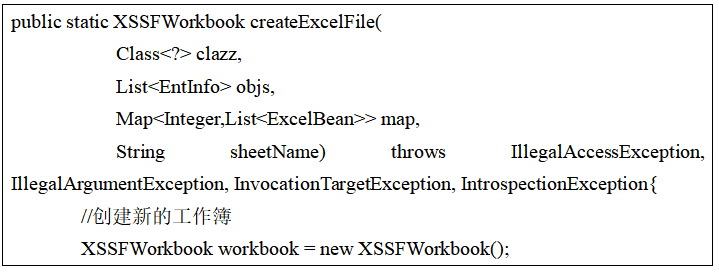 public static XSSFWorkbook createExcelFile(
Class<?> clazz,
List<EntInfo> objs,
Map<Integer,List<ExcelBean>> map,
String sheetName) throws IllegalAccessException,
IllegalArgumentException, InvocationTargetException, IntrospectionException{
//创建新的工作簿
XSSFWorkbook workbook = new XSSFWorkbook();